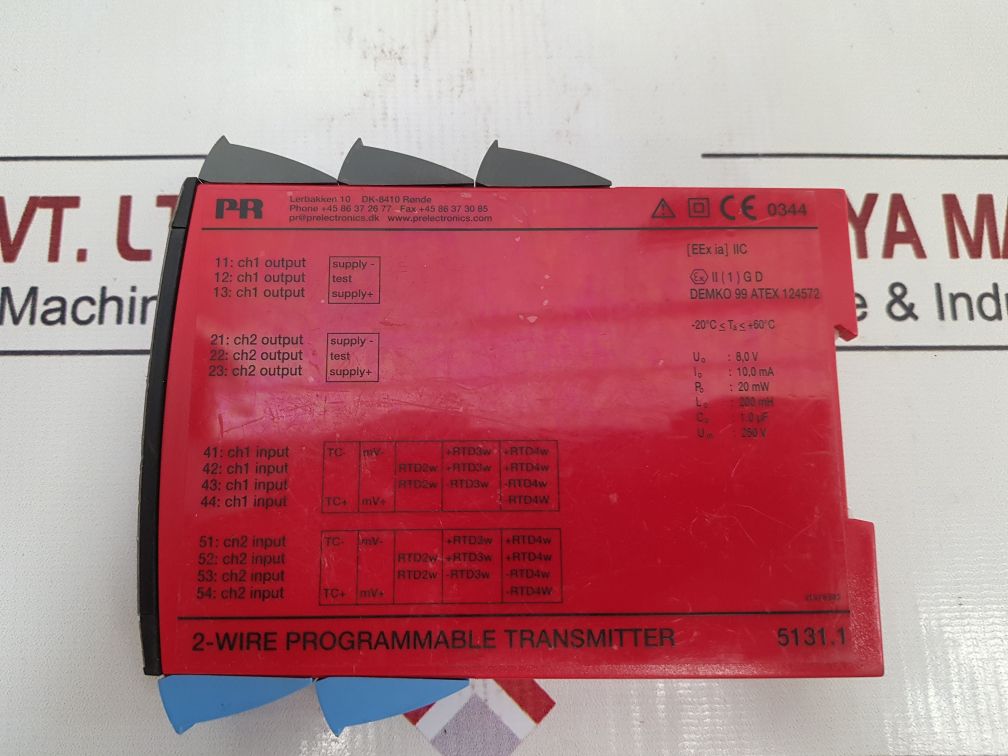 PR
Lerbakken 10 DK-8410 Rønde
Phone +45 86 37 26 77 Fax +45 86 37 30 85
pr@prelectronics.dk www.prelectronics.com
CE 0344
VT. LT
YA MA
Machin
e & Indu
[EEx ia] IIC
Ex II ( 1 ) G D
DEMKO 99 ATEX 124572
-20°C ≤ Ta ≤ +60°C
11: ch1 output supply -
12: ch1 output test
13: ch1 output supply+
21: ch2 output supply -
22: ch2 output test
23: ch2 output supply+
Uo : 8,0 V
Io : 10,0 mA
Po : 20 mW
Lo : 200 mH
Co : 1,0 µF
Um : 250 V
41: ch1 input TC- mV- +RTD3w +RTD4w
42: ch1 input RTD2w +RTD3w +RTD4w
43: ch1 input RTD2w -RTD3w -RTD4w
44: ch1 input TC+ mV+ -RTD4W
51: ch2 input TC- mV- +RTD3w +RTD4w
52: ch2 input RTD2w +RTD3w +RTD4w
53: ch2 input RTD2w -RTD3w -RTD4w
54: ch2 input TC+ mV+ -RTD4W
2-WIRE PROGRAMMABLE TRANSMITTER 5131.1